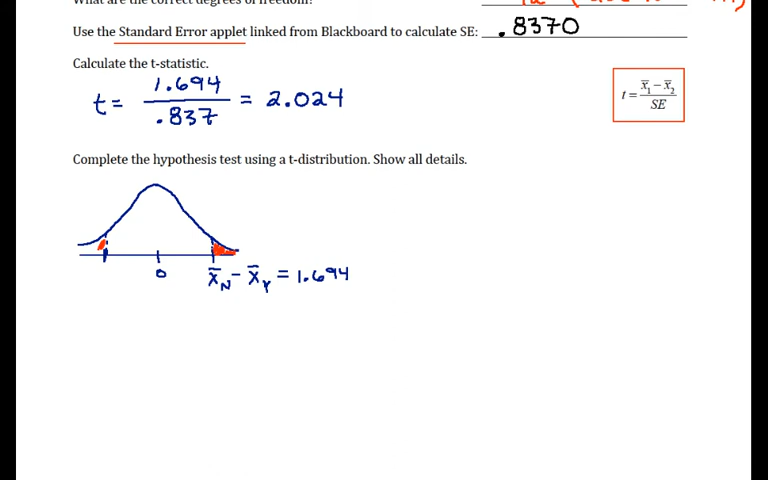 What are the correct degrees of freedom?
Use the Standard Error applet linked from Blackboard to calculate SE: .8370
Calculate the t-statistic.
t = 1.694 / .837 = 2.024
t = x̄₁ − x̄₂ / SE
Complete the hypothesis test using a t-distribution. Show all details.
0
x̄N − x̄Y = 1.694